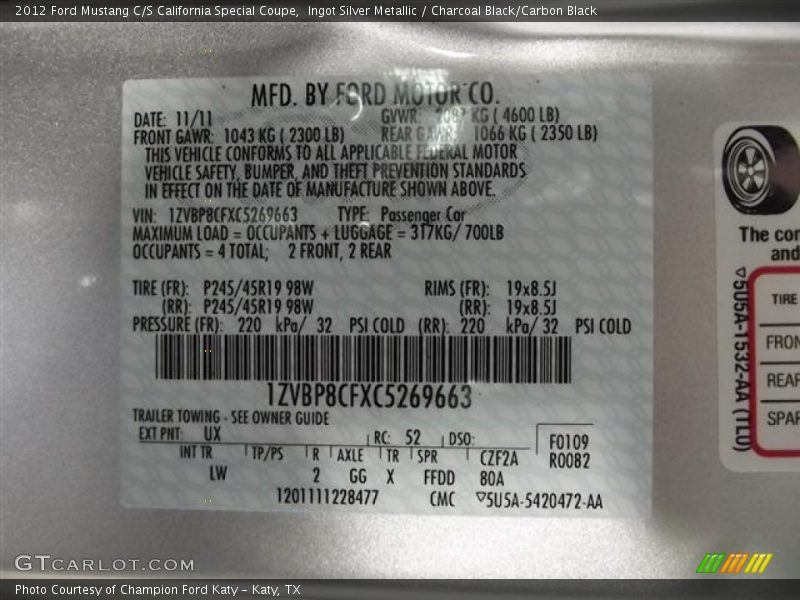 2012 Ford Mustang C/S California Special Coupe, Ingot Silver Metallic / Charcoal Black/Carbon Black
MFD. BY FORD MOTOR CO.
DATE: 11/11 GVWR: KG ( 4600 LB)
FRONT GAWR: 1043 KG ( 2300 LB) REAR GAWR: 1066 KG ( 2350 LB)
THIS VEHICLE CONFORMS TO ALL APPLICABLE FEDERAL MOTOR
VEHICLE SAFETY, BUMPER, AND THEFT PREVENTION STANDARDS
IN EFFECT ON THE DATE OF MANUFACTURE SHOWN ABOVE.
VIN: 1ZVBP8CFXC5269663 TYPE: Passenger Car
MAXIMUM LOAD = OCCUPANTS + LUGGAGE = 317KG/ 700LB
OCCUPANTS = 4 TOTAL; 2 FRONT, 2 REAR
TIRE (FR): P245/45R19 98W RIMS (FR): 19x8.5J
(RR): P245/45R19 98W (RR): 19x8.5J
PRESSURE (FR): 220 kPa/ 32 PSI COLD (RR): 220 kPa/ 32 PSI COLD
1ZVBP8CFXC5269663
TRAILER TOWING - SEE OWNER GUIDE
EXT PNT: UX RC: 52 DSO: F0109
INT TR TP/PS R AXLE TR SPR CZF2A R0082
LW 2 GG X FFDD 80A
1201111228477 CMC ▽5U5A-5420472-AA
The con
and
▽5U5A-1532-AA (TL0)
TIRE
FRON
REAR
SPAR
GTCARLOT.COM
Photo Courtesy of Champion Ford Katy – Katy, TX